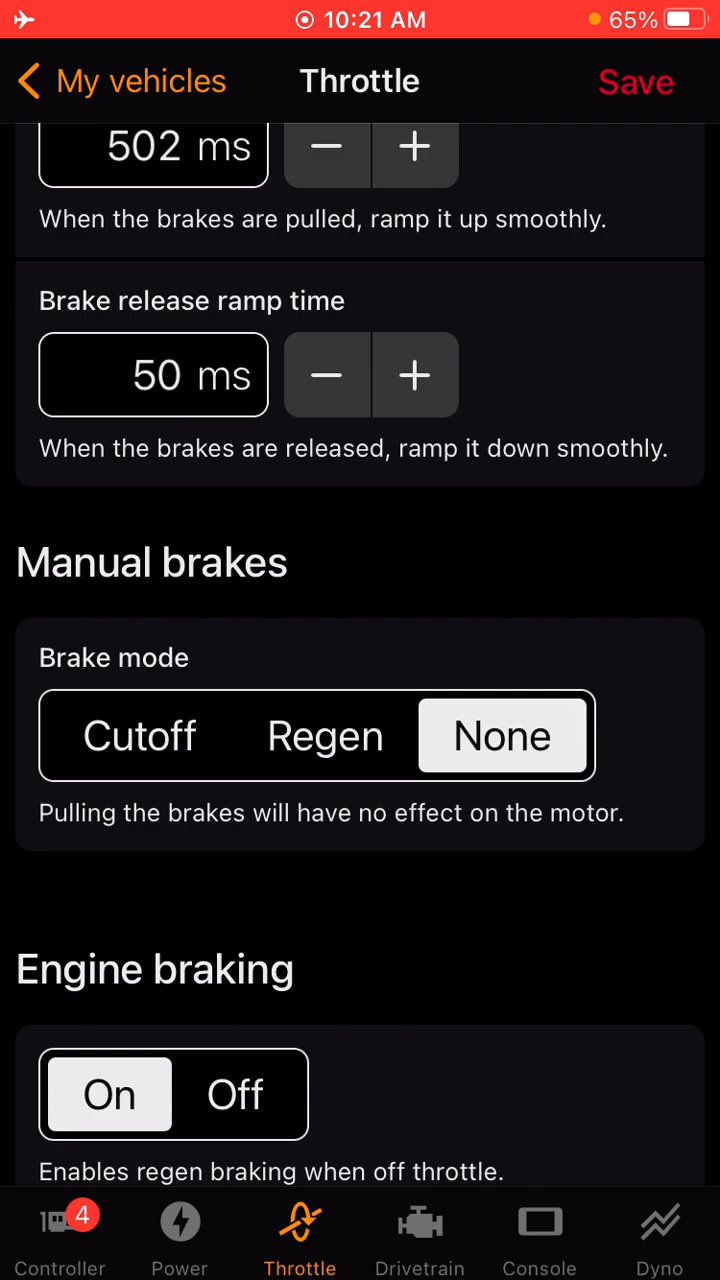 10:21 AM
65%
My vehicles
Throttle
Save
502 ms
When the brakes are pulled, ramp it up smoothly.
Brake release ramp time
50 ms
When the brakes are released, ramp it down smoothly.
Manual brakes
Brake mode
Cutoff Regen None
Pulling the brakes will have no effect on the motor.
Engine braking
On Off
Enables regen braking when off throttle.
4
Controller Power Throttle Drivetrain Console Dyno